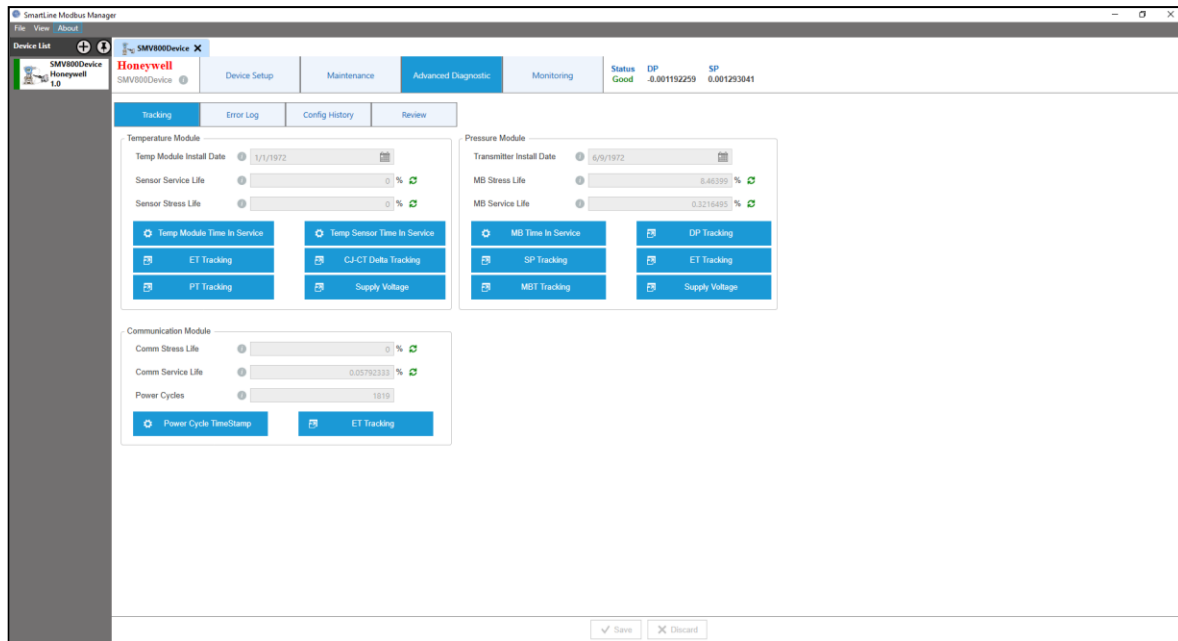 SmartLine Modbus Manager
File View About
Device List
SMV800Device
Honeywell
1.0
SMV800Device
Honeywell
SMV800Device
Device Setup
Maintenance
Advanced Diagnostic
Monitoring
Status DP SP
Good -0.001192259 0.001293041
Tracking
Error Log
Config History
Review
Temperature Module
Temp Module Install Date 1/1/1972
Sensor Service Life 0 %
Sensor Stress Life 0 %
Temp Module Time In Service
Temp Sensor Time In Service
ET Tracking
CJ-CT Delta Tracking
PT Tracking
Supply Voltage
Pressure Module
Transmitter Install Date 6/9/1972
MB Stress Life 8.46399 %
MB Service Life 0.3216495 %
MB Time In Service
DP Tracking
SP Tracking
ET Tracking
MBT Tracking
Supply Voltage
Communication Module
Comm Stress Life 0 %
Comm Service Life 0.05792333 %
Power Cycles 1819
Power Cycle TimeStamp
ET Tracking
Save
Discard